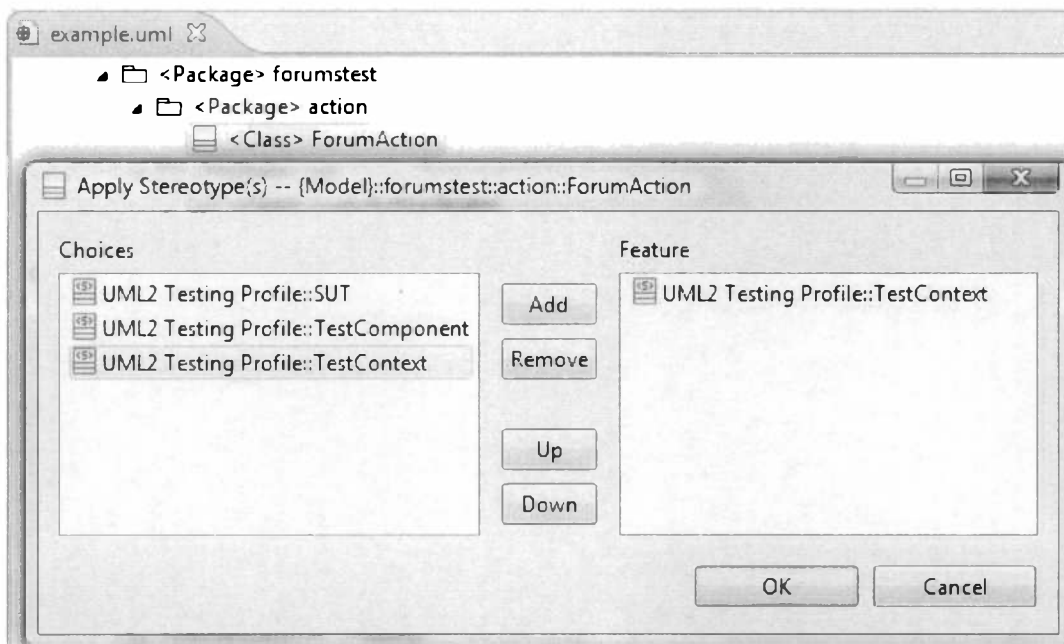 example.uml
<Package> forumstest
<Package> action
<Class> ForumAction
Apply Stereotype(s) -- {Model}::forumstest::action::ForumAction
Choices
UML2 Testing Profile::SUT
UML2 Testing Profile::TestComponent
UML2 Testing Profile::TestContext
Add
Remove
Up
Down
Feature
UML2 Testing Profile::TestContext
OK
Cancel